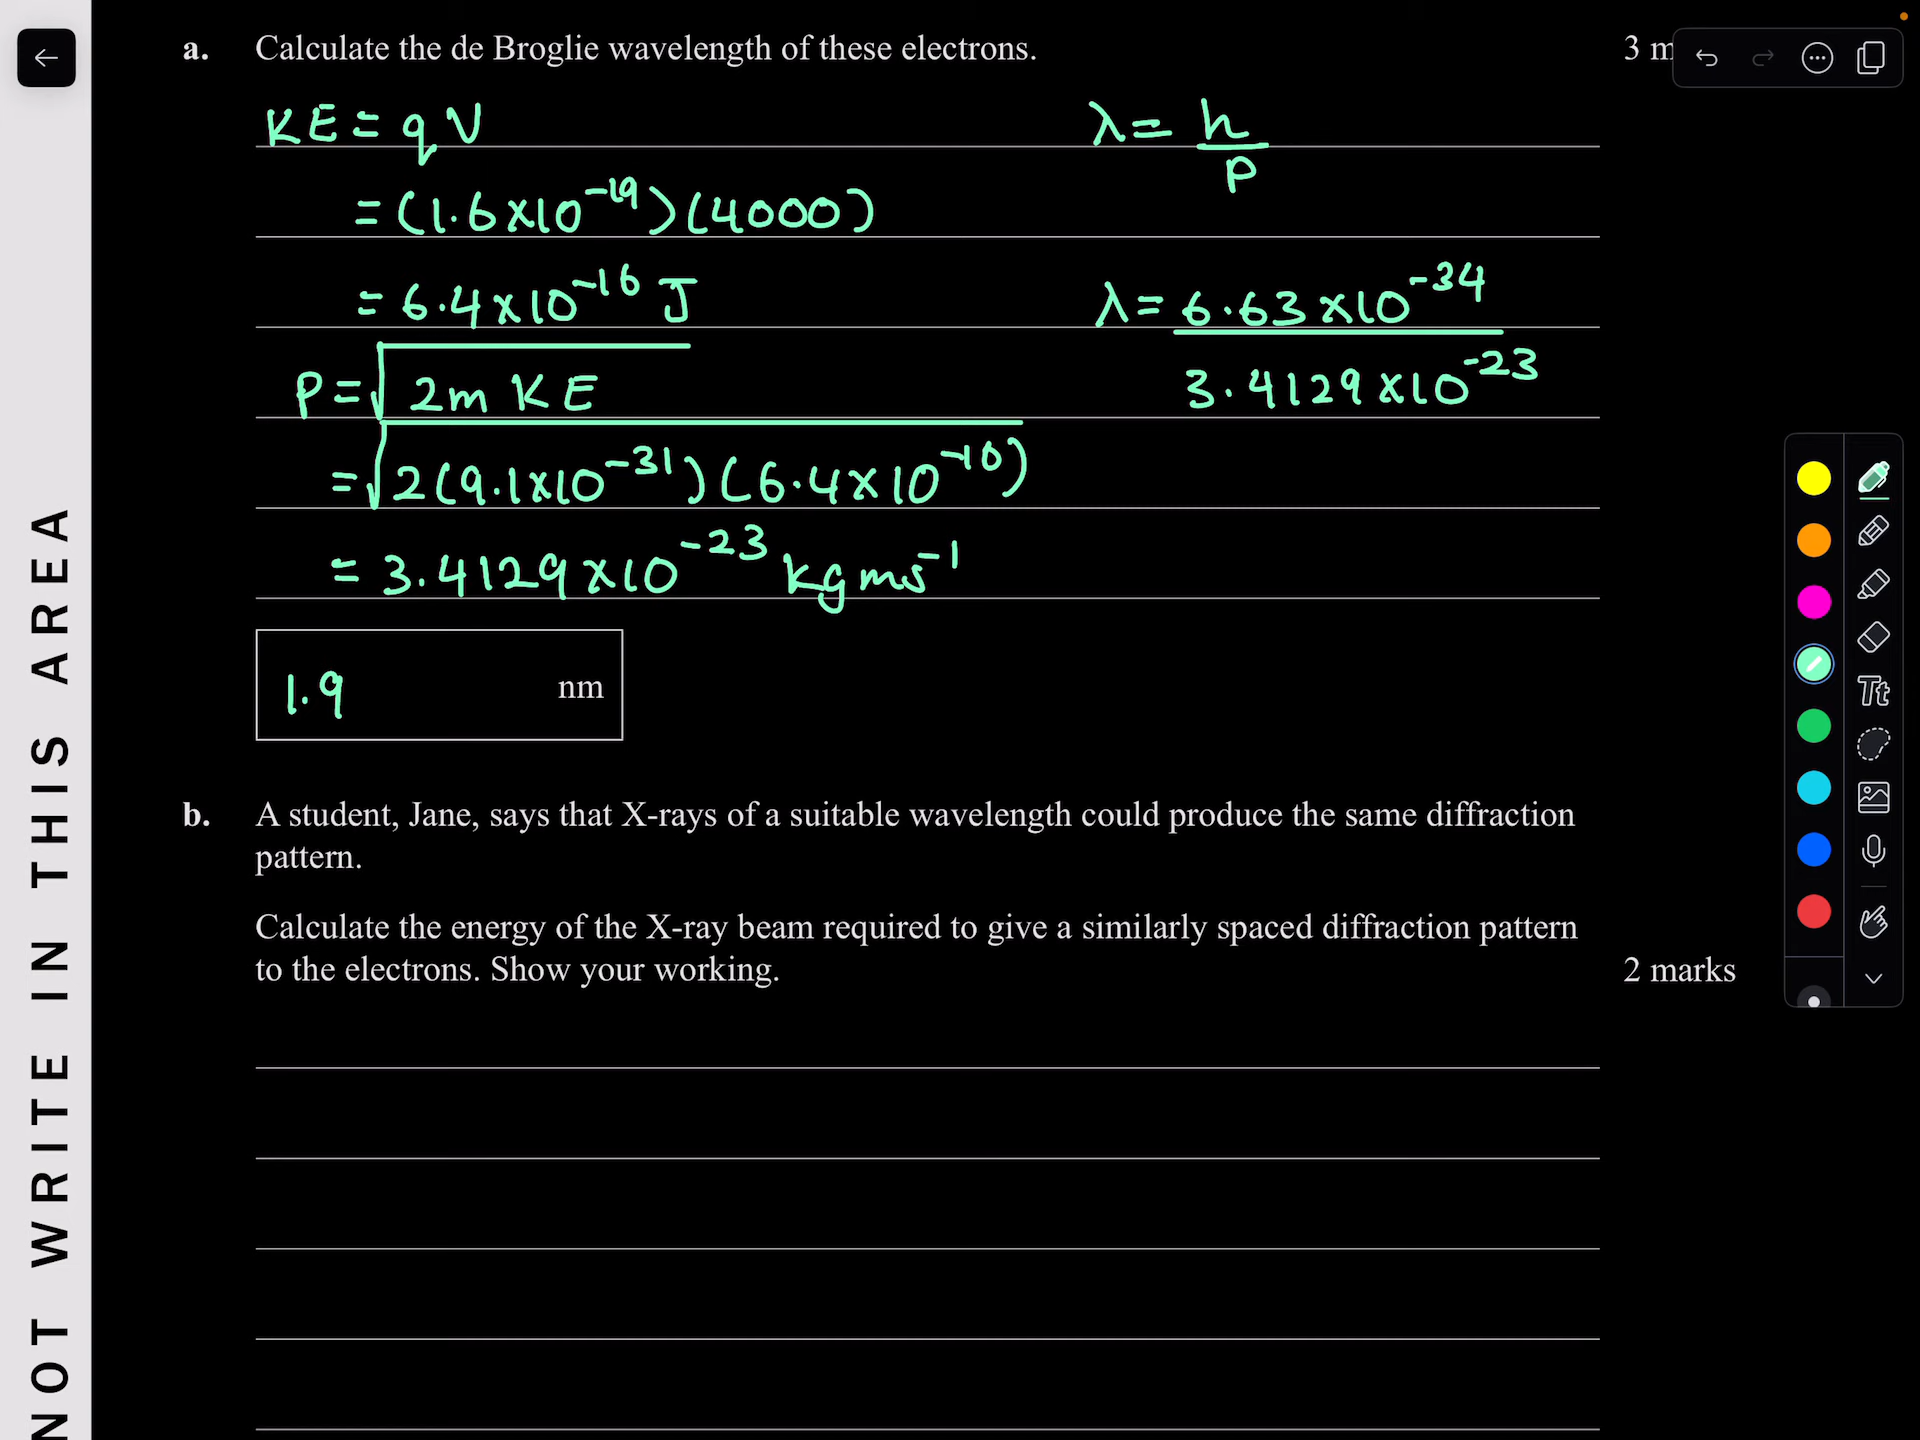 a. Calculate the de Broglie wavelength of these electrons.
KE = qV
= (1.6×10⁻¹⁹)(4000)
= 6.4×10⁻¹⁶ J
P = √(2m KE)
= √(2(9.1×10⁻³¹)(6.4×10⁻¹⁶))
= 3.4129×10⁻²³ kgms⁻¹
λ = h/P
λ = 6.63×10⁻³⁴
3.4129×10⁻²³
3 m
1.9 nm
b. A student, Jane, says that X-rays of a suitable wavelength could produce the same diffraction
pattern.
Calculate the energy of the X-ray beam required to give a similarly spaced diffraction pattern
to the electrons. Show your working.
2 marks
NOT WRITE IN THIS AREA
Tt